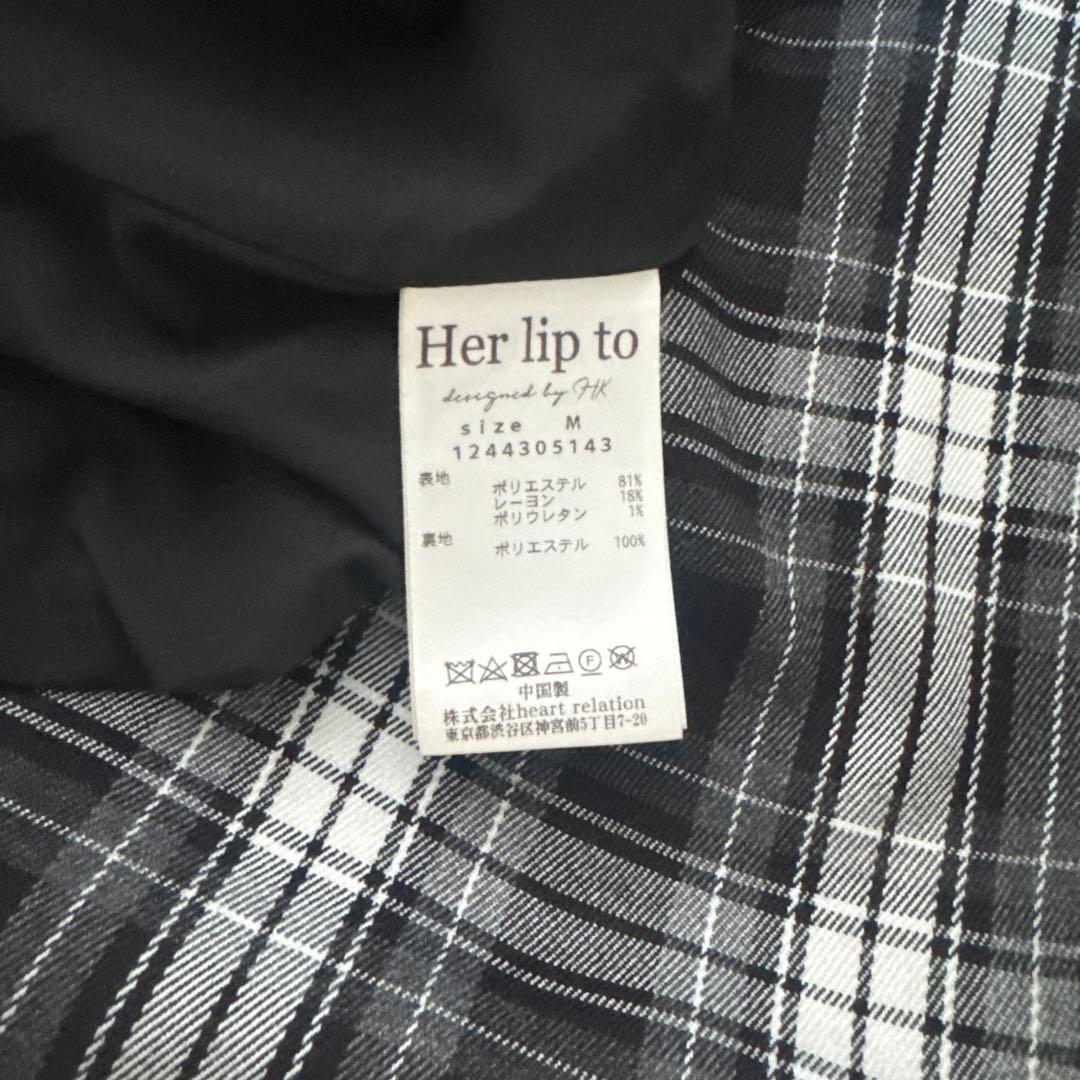 Her lip to
designed by HK
size M
1244305143
表地 ポリエステル 81%
レーヨン 18%
ポリウレタン 1%
裏地 ポリエステル 100%
F W
中国製
株式会社heart relation
東京都渋谷区神宮前5丁目7-20